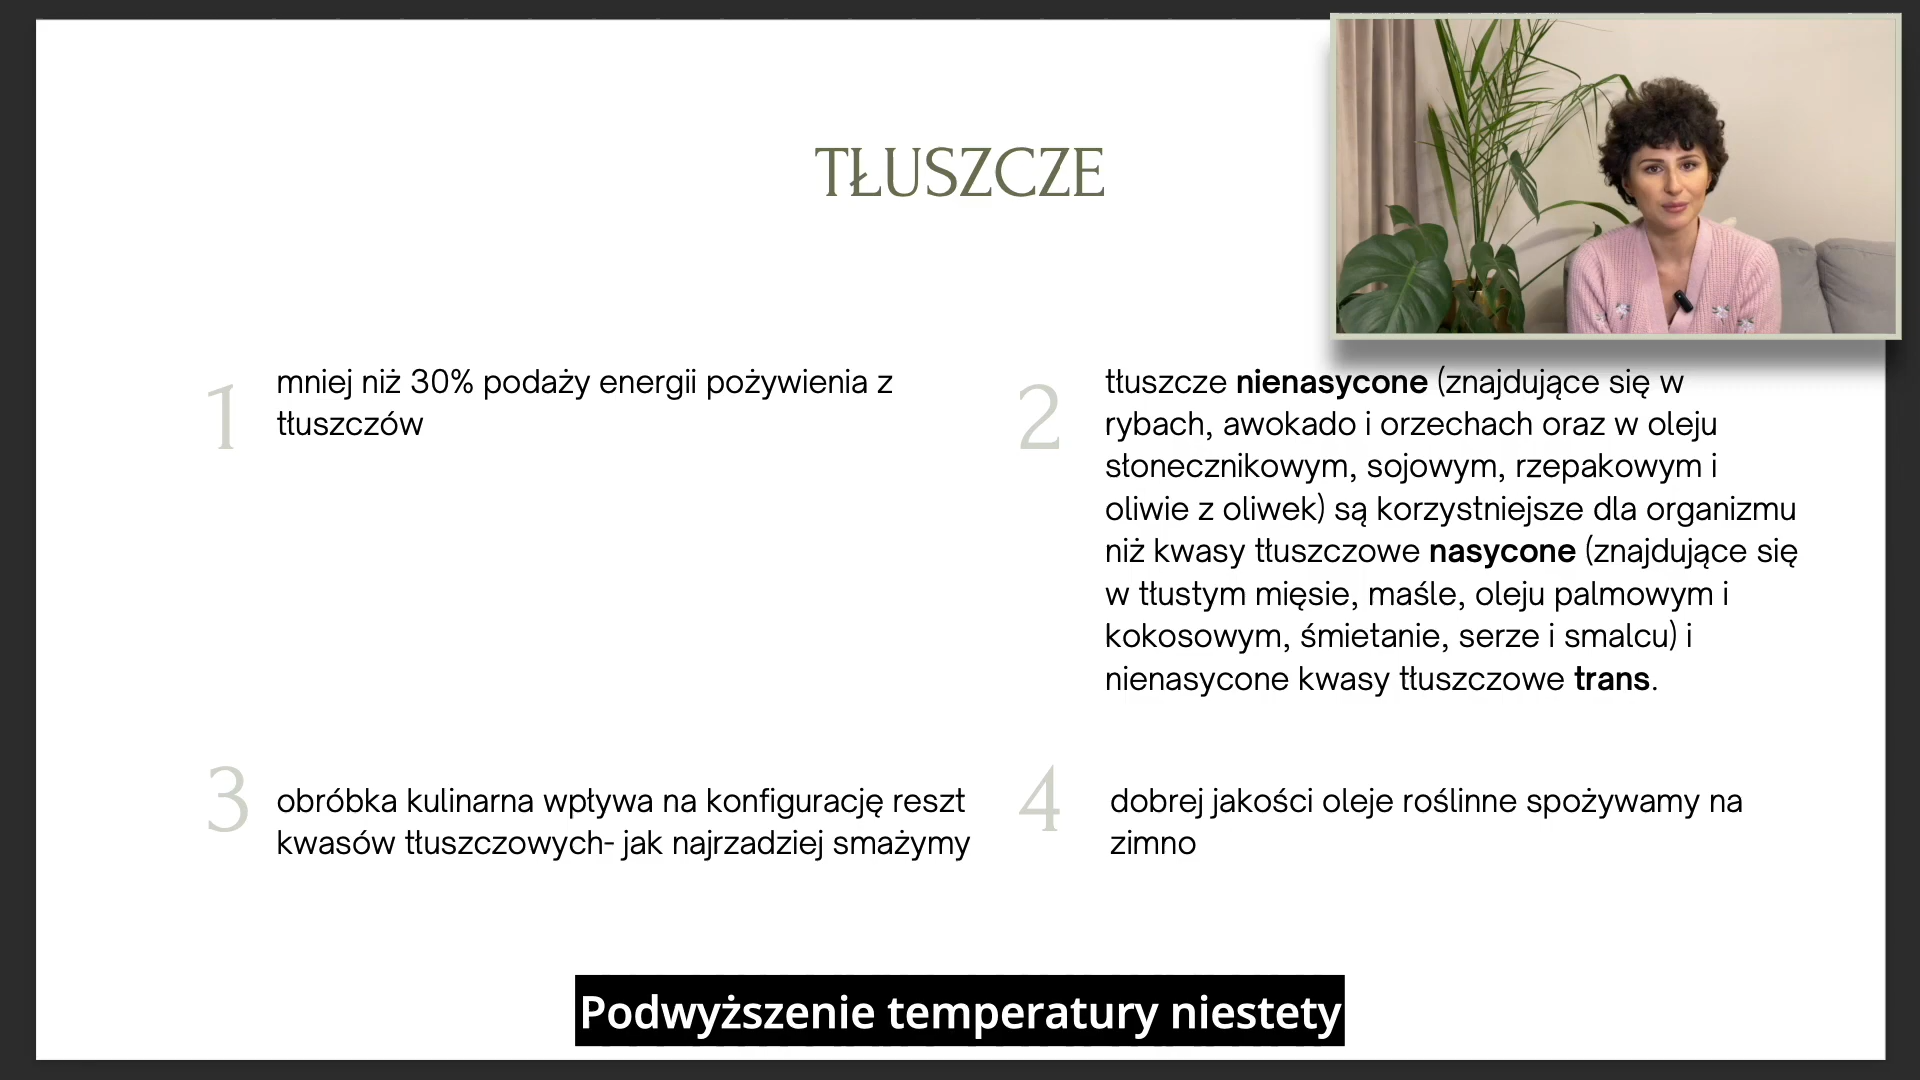 TŁUSZCZE
1
mniej niż 30% podaży energii pożywienia z
tłuszczów
2
tłuszcze nienasycone (znajdujące się w
rybach, awokado i orzechach oraz w oleju
słonecznikowym, sojowym, rzepakowym i
oliwie z oliwek) są korzystniejsze dla organizmu
niż kwasy tłuszczowe nasycone (znajdujące się
w tłustym mięsie, maśle, oleju palmowym i
kokosowym, śmietanie, serze i smalcu) i
nienasycone kwasy tłuszczowe trans.
3
obróbka kulinarna wpływa na konfigurację reszt
kwasów tłuszczowych- jak najrzadziej smażymy
4
dobrej jakości oleje roślinne spożywamy na
zimno
Podwyższenie temperatury niestety